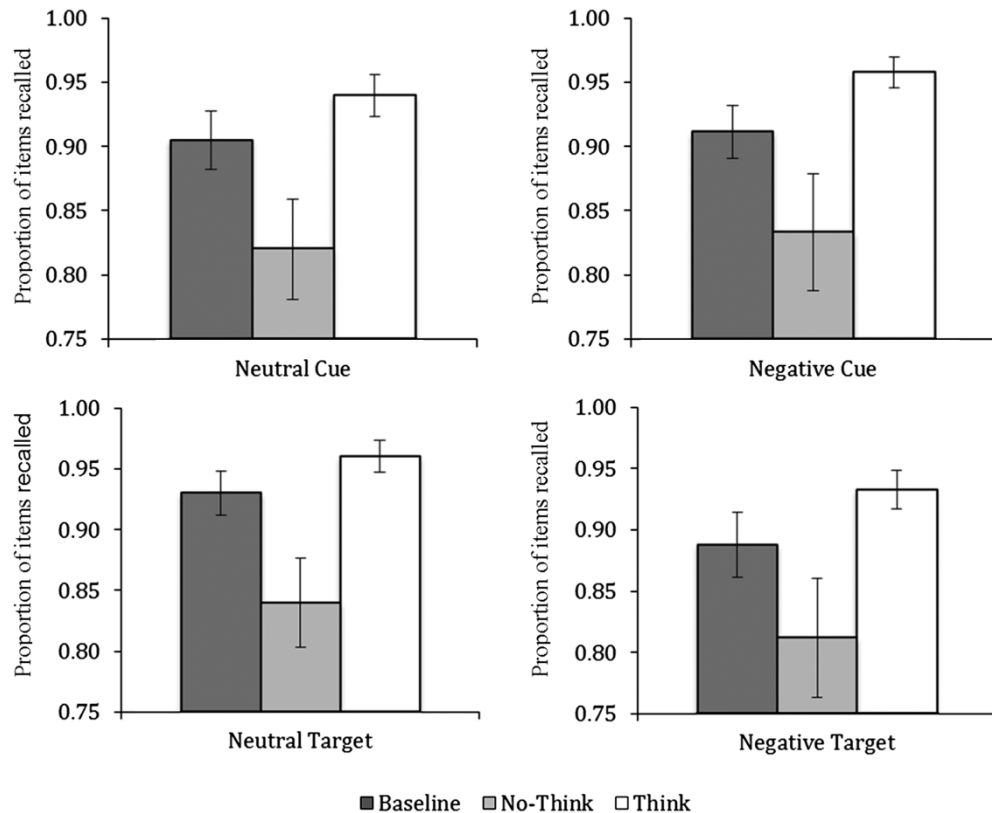 Proportion of items recalled
1.00
0.95
0.90
0.85
0.80
0.75
Neutral Cue
Proportion of items recalled
1.00
0.95
0.90
0.85
0.80
0.75
Negative Cue
Proportion of items recalled
1.00
0.95
0.90
0.85
0.80
0.75
Neutral Target
Proportion of items recalled
1.00
0.95
0.90
0.85
0.80
0.75
Negative Target
Baseline No-Think Think